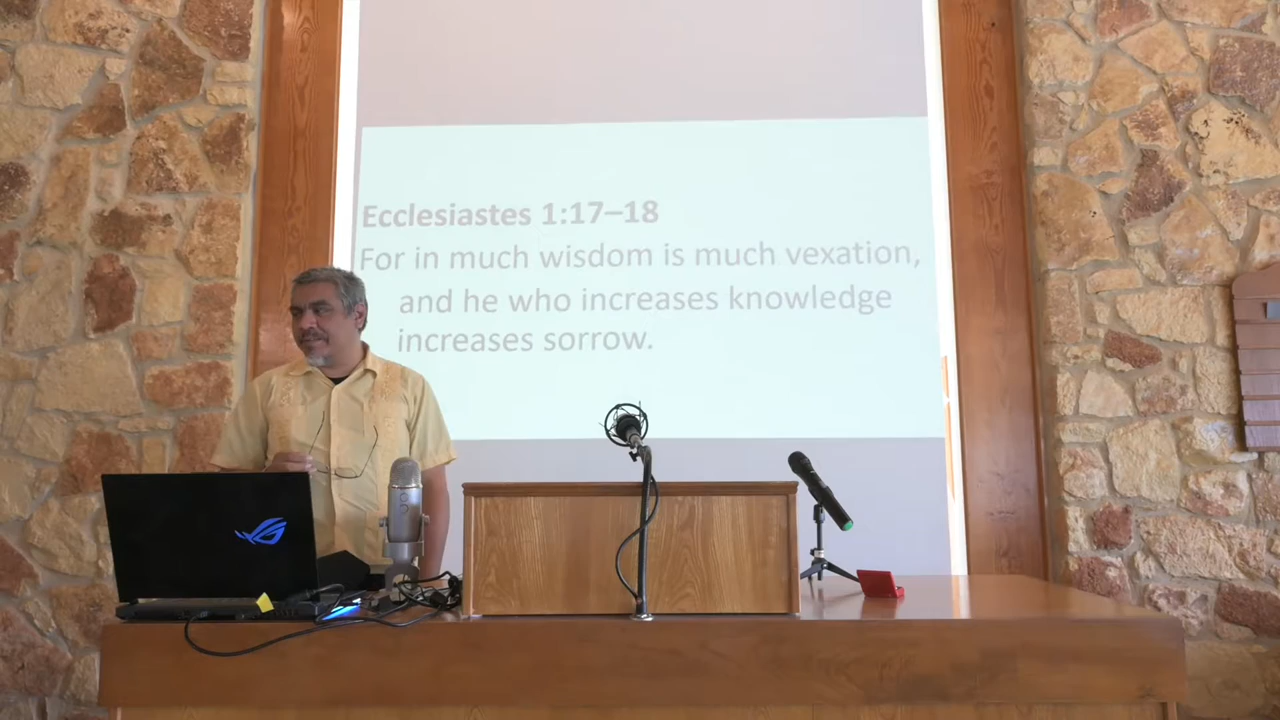 Ecclesiastes 1:17–18
For in much wisdom is much vexation,
and he who increases knowledge
increases sorrow.